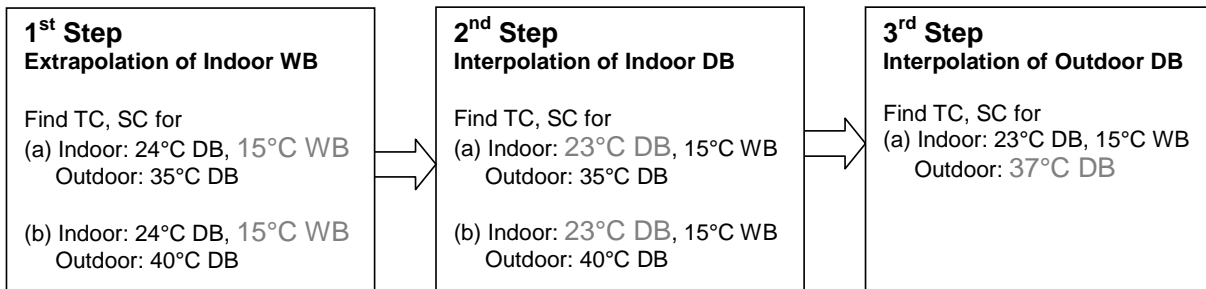 1st Step
Extrapolation of Indoor WB
Find TC, SC for
(a) Indoor: 24°C DB, 15°C WB
Outdoor: 35°C DB
(b) Indoor: 24°C DB, 15°C WB
Outdoor: 40°C DB
2nd Step
Interpolation of Indoor DB
Find TC, SC for
(a) Indoor: 23°C DB, 15°C WB
Outdoor: 35°C DB
(b) Indoor: 23°C DB, 15°C WB
Outdoor: 40°C DB
3rd Step
Interpolation of Outdoor DB
Find TC, SC for
(a) Indoor: 23°C DB, 15°C WB
Outdoor: 37°C DB